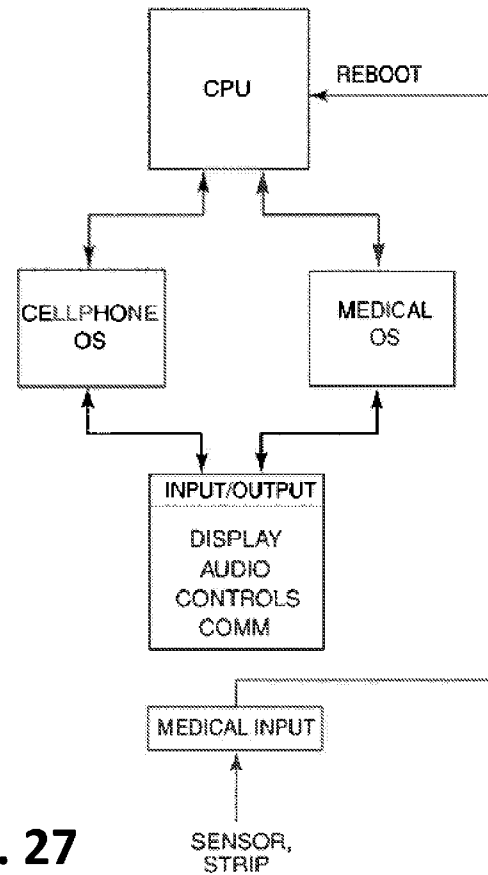 CPU
REBOOT
CELLPHONE
OS
MEDICAL
OS
INPUT/OUTPUT
DISPLAY
AUDIO
CONTROLS
COMM
MEDICAL INPUT
. 27
SENSOR,
STRIP